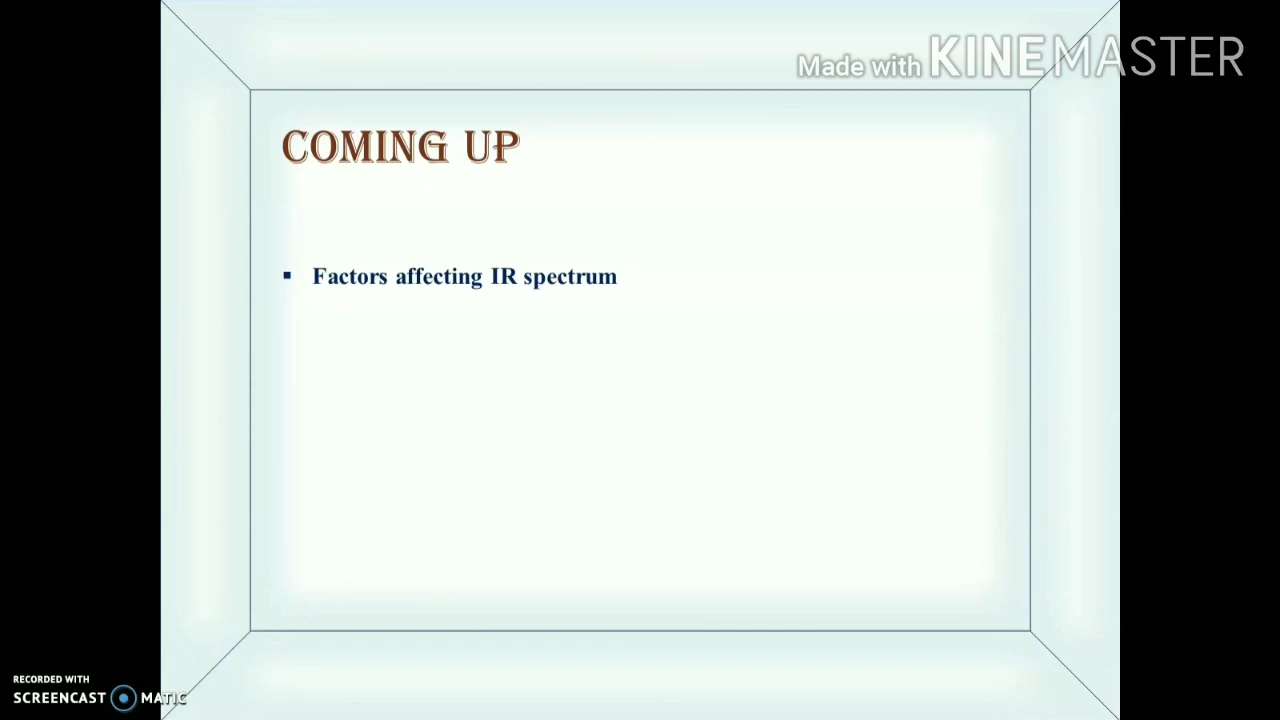 Made with KINEMASTER
COMING UP
▪ Factors affecting IR spectrum
RECORDED WITH
SCREENCAST MATIC